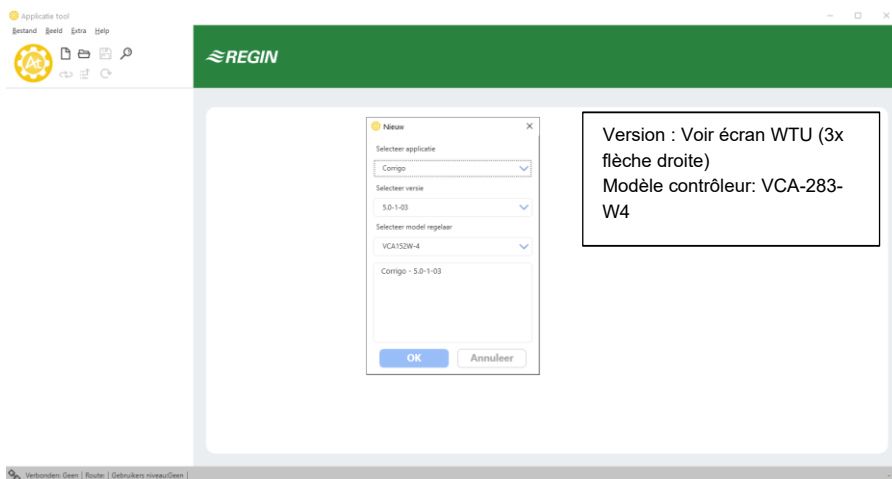 Applicatie tool
Bestand Beeld Extra Help
At
REGIN
Nieuw
Selecteer applicatie
Corrigo
Selecteer versie
5.0-1-03
Selecteer model regelaar
VCA152W-4
Corrigo - 5.0-1-03
OK Annuleer
Version : Voir écran WTU (3x
flèche droite)
Modèle contrôleur: VCA-283-
W4
Verbonden: Geen | Route: | Gebruikers niveau:Geen |